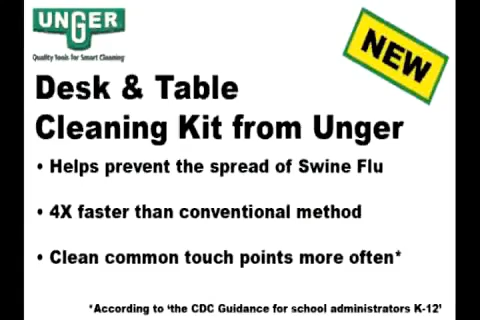 UNGER
Quality Tools for Smart Cleaning
NEW
Desk & Table
Cleaning Kit from Unger
• Helps prevent the spread of Swine Flu
• 4X faster than conventional method
• Clean common touch points more often*
*According to 'the CDC Guidance for school administrators K-12'